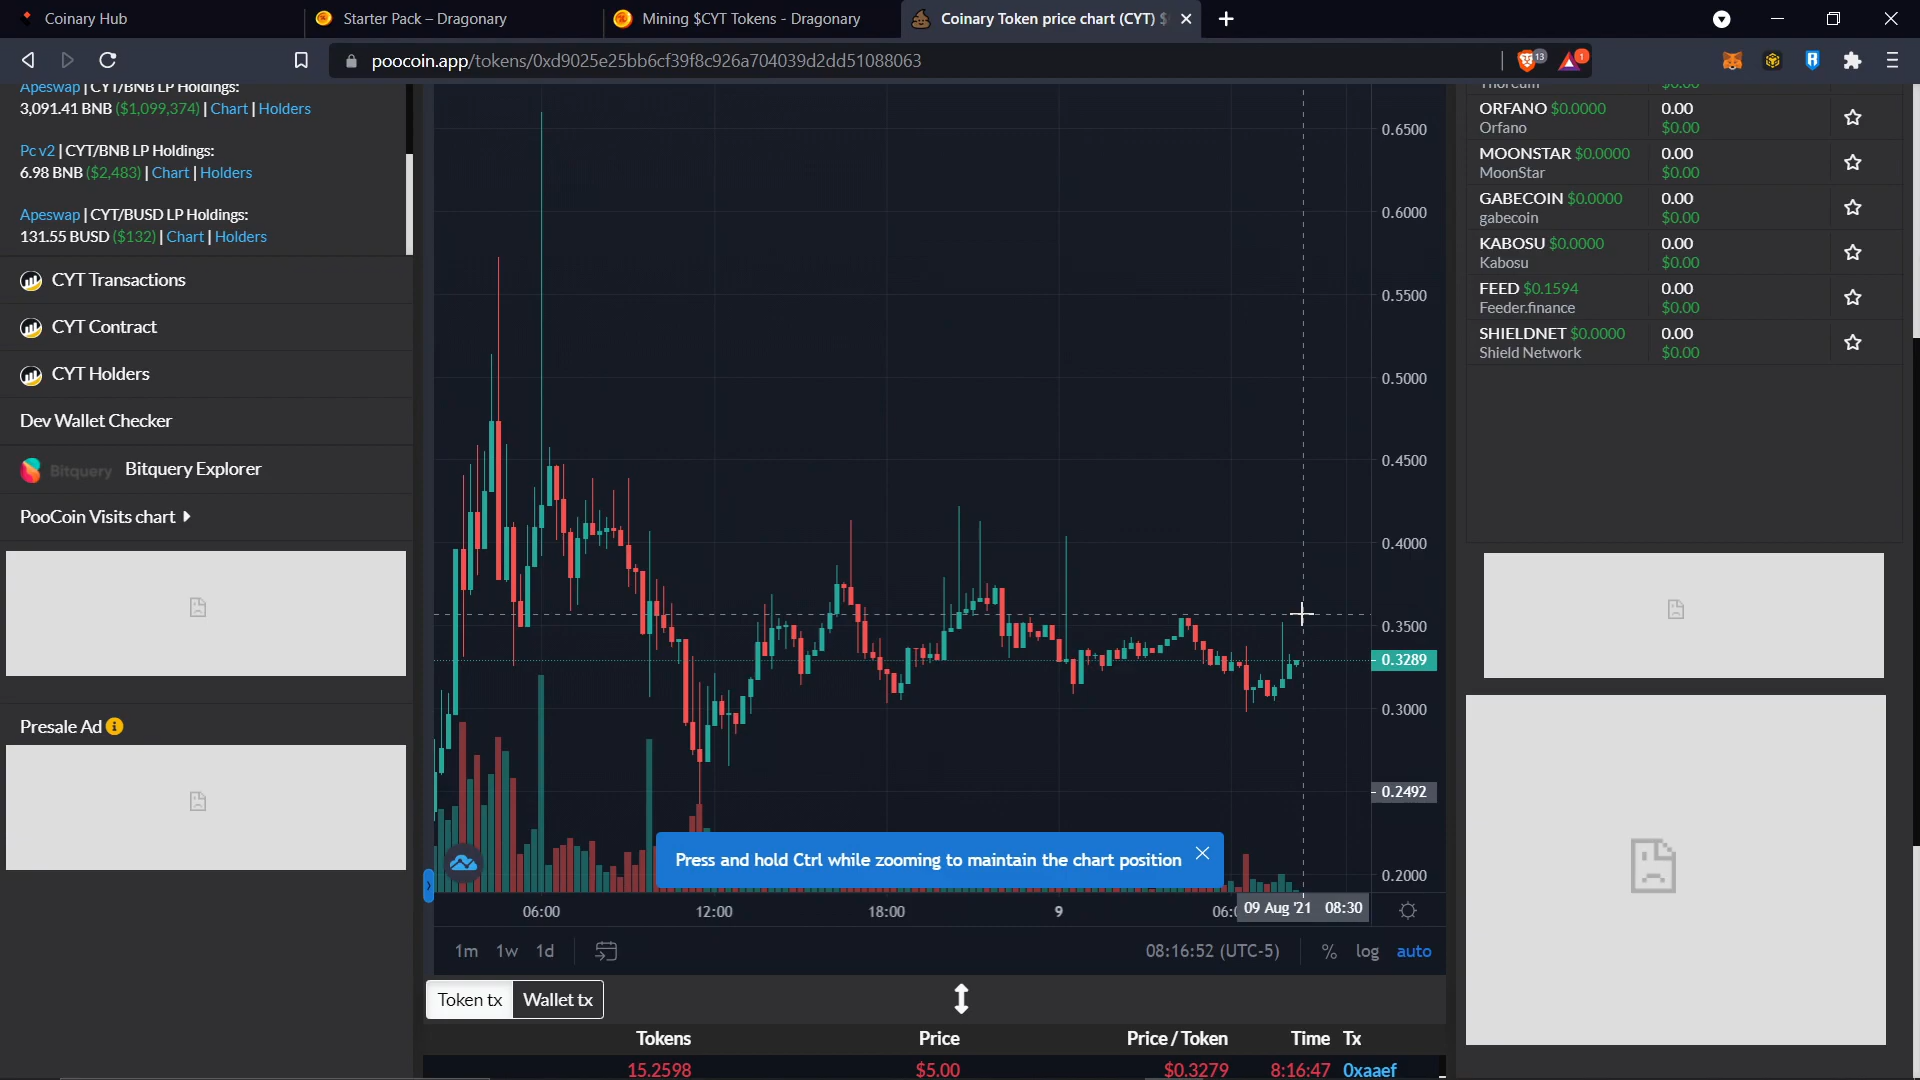 Coinary Hub
Starter Pack – Dragonary
Mining $CYT Tokens - Dragonary
Coinary Token price chart (CYT) $
poocoin.app/tokens/0xd9025e25bb6cf39f8c926a704039d2dd51088063
13
1
Apeswap | CYT/BNB LP Holdings:
3,091.41 BNB ($1,099,374) | Chart | Holders
Pc v2 | CYT/BNB LP Holdings:
6.98 BNB ($2,483) | Chart | Holders
Apeswap | CYT/BUSD LP Holdings:
131.55 BUSD ($132) | Chart | Holders
CYT Transactions
CYT Contract
CYT Holders
Dev Wallet Checker
Bitquery Bitquery Explorer
PooCoin Visits chart
Presale Ad
0.6500
0.6000
0.5500
0.5000
0.4500
0.4000
0.3500
0.3289
0.3000
0.2492
0.2000
Press and hold Ctrl while zooming to maintain the chart position
06:00 12:00 18:00 9 06:0 09 Aug '21 08:30
1m 1w 1d 08:16:52 (UTC-5) % log auto
Token tx Wallet tx
Tokens Price Price / Token Time Tx
15.2598 $5.00 $0.3279 8:16:47 0xaaef
Thoreum $0.00
ORFANO $0.0000 0.00
Orfano $0.00
MOONSTAR $0.0000 0.00
MoonStar $0.00
GABECOIN $0.0000 0.00
gabecoin $0.00
KABOSU $0.0000 0.00
Kabosu $0.00
FEED $0.1594 0.00
Feeder.finance $0.00
SHIELDNET $0.0000 0.00
Shield Network $0.00